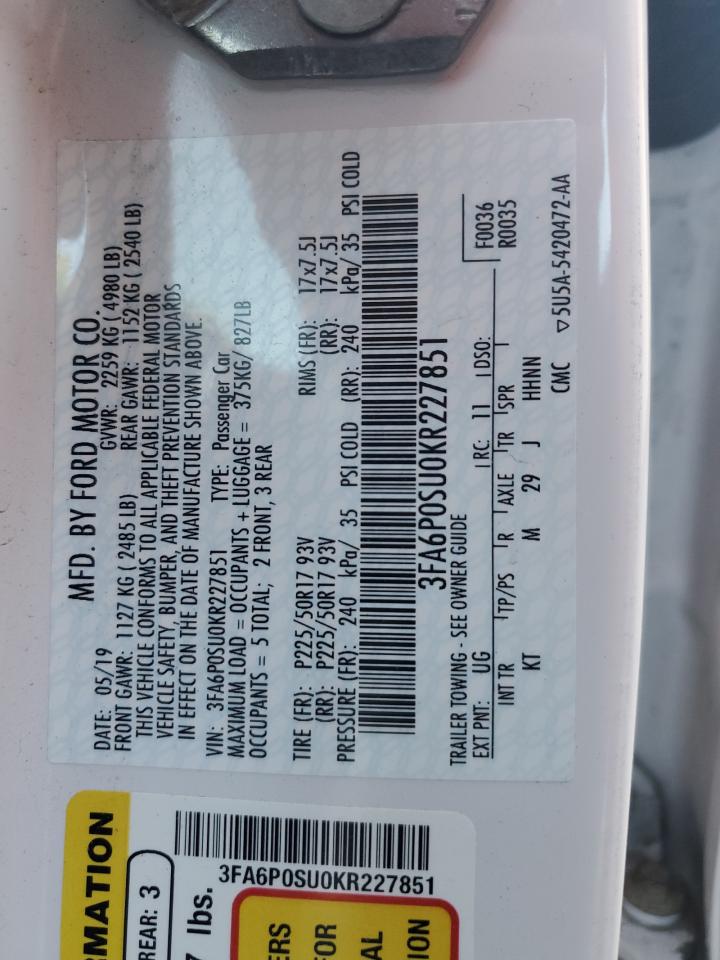 MFD. BY FORD MOTOR CO.
DATE: 05/19 GVWR: 2259 KG ( 4980 LB)
FRONT GAWR: 1127 KG ( 2485 LB) REAR GAWR: 1152 KG ( 2540 LB)
THIS VEHICLE CONFORMS TO ALL APPLICABLE FEDERAL MOTOR
VEHICLE SAFETY, BUMPER, AND THEFT PREVENTION STANDARDS
IN EFFECT ON THE DATE OF MANUFACTURE SHOWN ABOVE.
VIN: 3FA6P0SU0KR227851 TYPE: Passenger Car
MAXIMUM LOAD = OCCUPANTS + LUGGAGE = 375KG/ 827LB
OCCUPANTS = 5 TOTAL; 2 FRONT, 3 REAR
TIRE (FR): P225/50R17 93V RIMS (FR): 17x7.5J
(RR): P225/50R17 93V (RR): 17x7.5J
PRESSURE (FR): 240 kPa/ 35 PSI COLD (RR): 240 kPa/ 35 PSI COLD
3FA6P0SU0KR227851
TRAILER TOWING - SEE OWNER GUIDE
F0036
R0035
EXT PNT: UG RC: 11 DSO:
INT TR TP/PS R AXLE TR SPR
KT M 29 J HHNN
CMC ▽5U5A-5420472-AA
RMATION
REAR: 3
7 lbs.
3FA6P0SU0KR227851
ERS
FOR
AL
ION